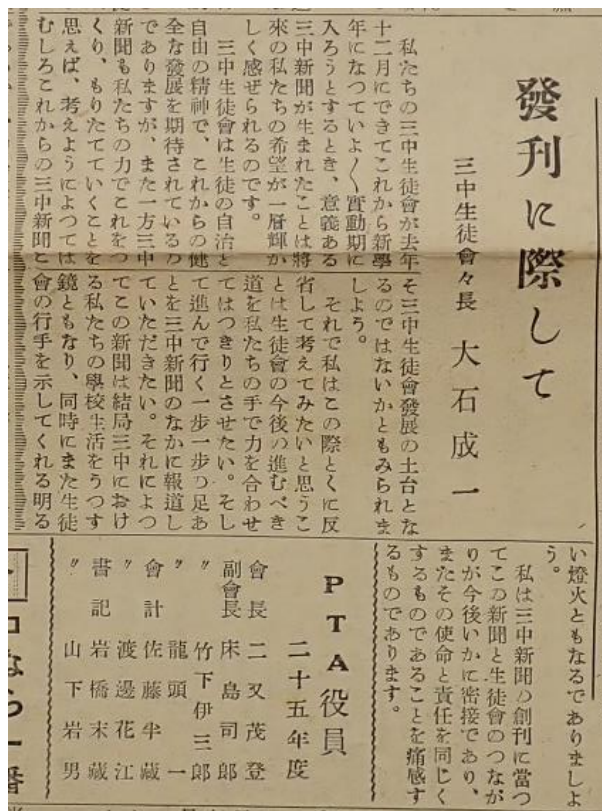 發刊に際して
三中生徒會々長 大石成一
私たちの三中生徒會が去年
十二月にできてこれから新學
年になつていよ〱實動期に
入ろうとするとき、意義ある
三中新聞が生まれたことは將
來の私たちの希望が一層輝か
しく感ぜられるのです。
三中生徒會は生徒の自治と
自由の精神で、これからの健
全な發展を期待されているの
でありますが、また一方三中
新聞も私たちの力でこれをつ
くり、もりたてていくことを
思えば、考えようによつては
むしろこれからの三中新聞こ
そ三中生徒會發展の土台とな
るのではないかともみられま
しよう。
それで私はこの際とくに反
省して考えてみたいと思うこ
とは生徒會の今後の進むべき
道を私たちの手で力を合わせ
てはつきりとさせたい。そし
て進んで行く一步一步の足あ
とを三中新聞のなかに報道し
ていただきたい。それによつ
てこの新聞は結局三中におけ
る私たちの學校生活をうつす
鏡ともなり、同時にまた生徒
會の行手を示してくれる明る
い燈火ともなるでありましよ
う。
私は三中新聞の創刊に當つ
てこの新聞と生徒會のつなが
りが今後いかに密接であり、
またその使命と責任を同じく
するものであることを痛感す
るものであります。
PTA役員
二十五年度
會長 二又茂登
副會長 床島司郎
〃 竹下伊三郎
〃 龍頭一
會計 佐藤半藏
〃 渡邊花江
書記 岩橋末藏
〃 山下岩男